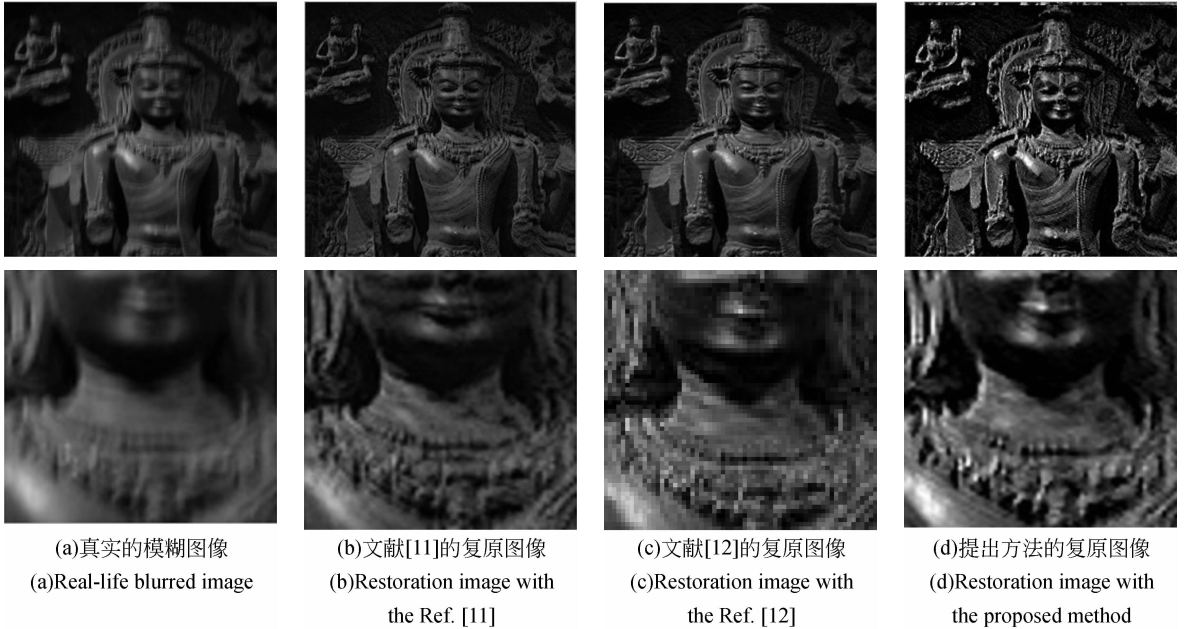 (a)真实的模糊图像
(a)Real-life blurred image
(b)文献[11]的复原图像
(b)Restoration image with
the Ref. [11]
(c)文献[12]的复原图像
(c)Restoration image with
the Ref. [12]
(d)提出方法的复原图像
(d)Restoration image with
the proposed method